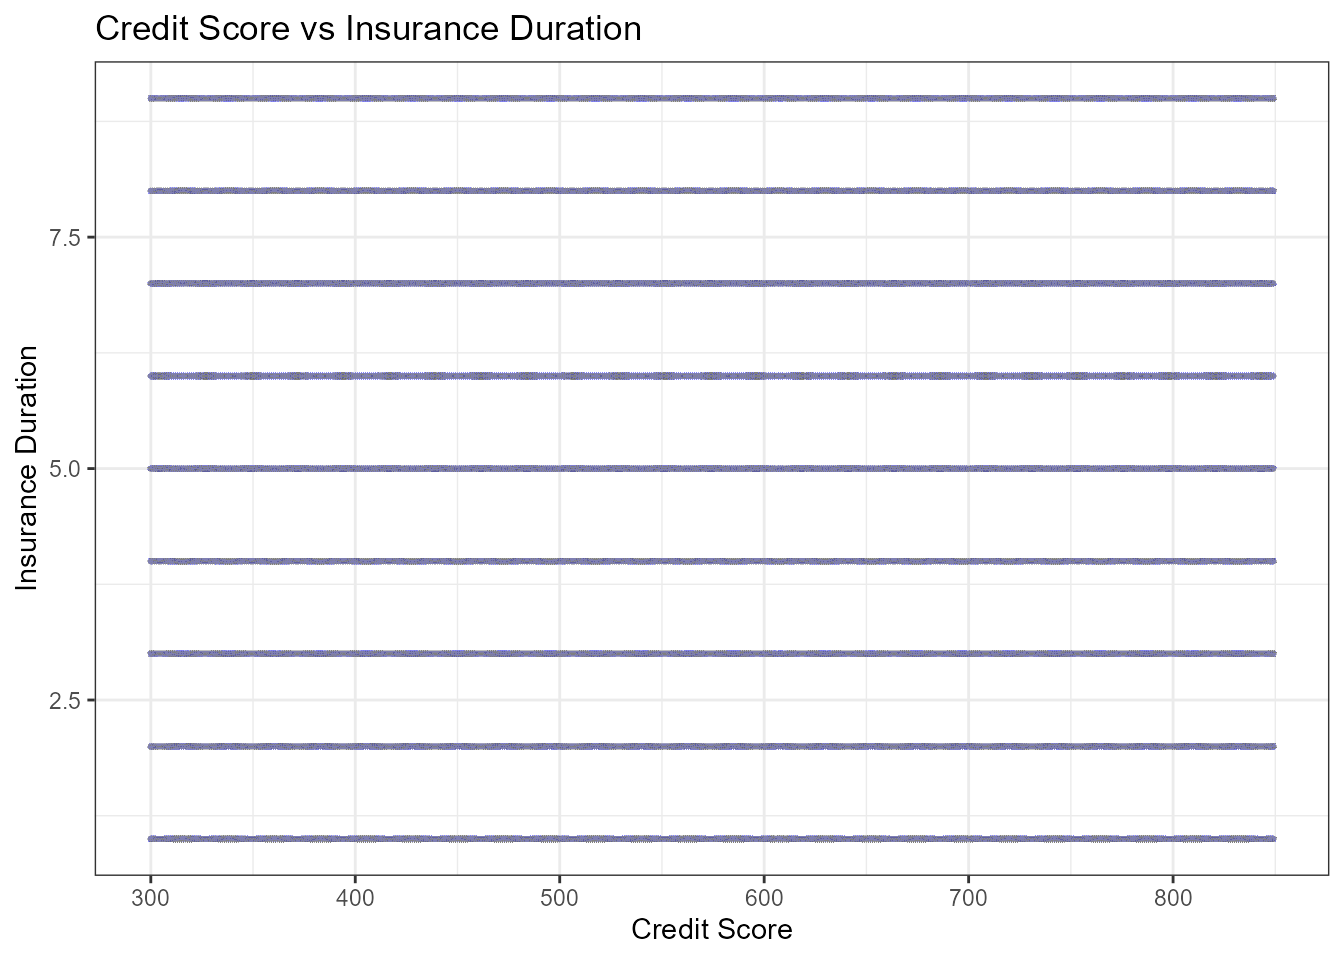 Credit Score vs Insurance Duration
Insurance Duration
7.5
5.0
2.5
300 400 500 600 700 800
Credit Score